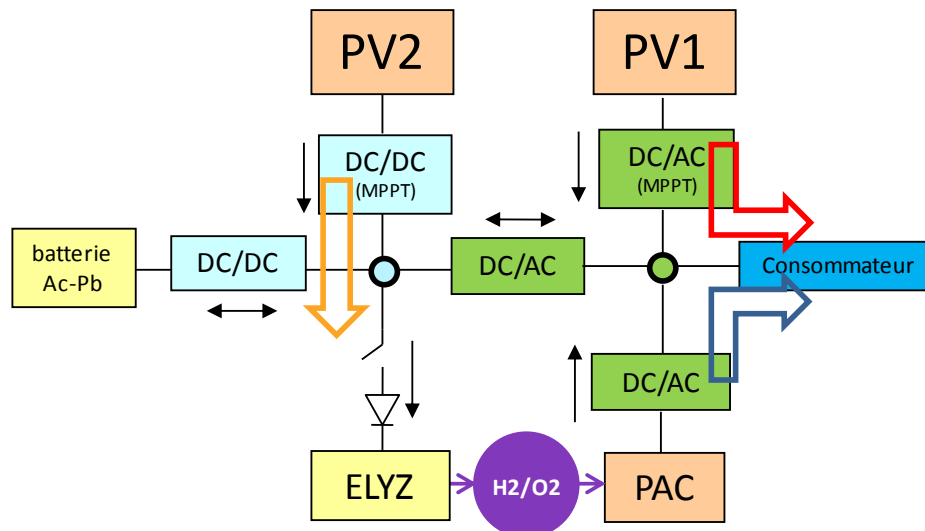 PV2
PV1
DC/DC
(MPPT)
DC/AC
(MPPT)
batterie
Ac-Pb
DC/DC
DC/AC
Consommateur
DC/AC
ELYZ
H2/O2
PAC